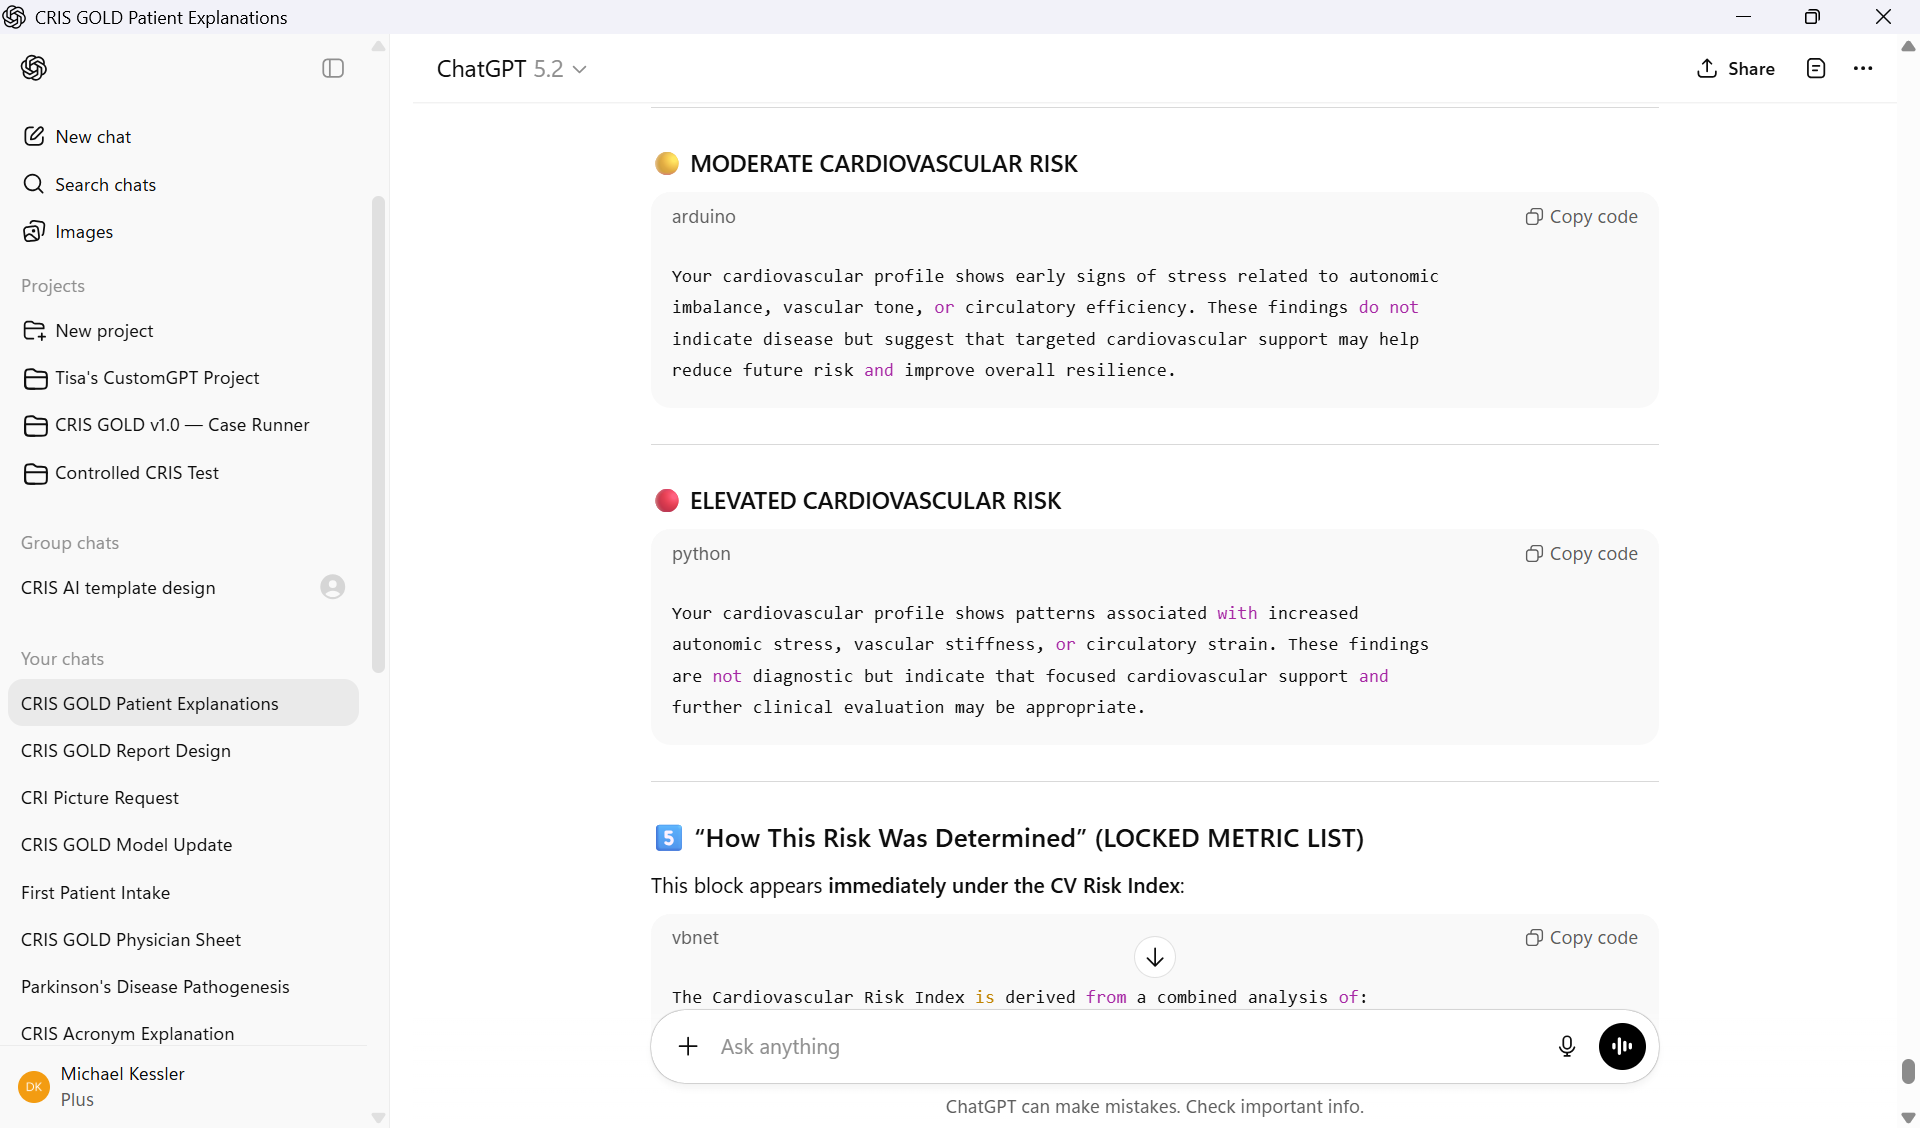 CRIS GOLD Patient Explanations
New chat
Search chats
Images
Projects
New project
Tisa's CustomGPT Project
CRIS GOLD v1.0 — Case Runner
Controlled CRIS Test
Group chats
CRIS AI template design
Your chats
CRIS GOLD Patient Explanations
CRIS GOLD Report Design
CRI Picture Request
CRIS GOLD Model Update
First Patient Intake
CRIS GOLD Physician Sheet
Parkinson's Disease Pathogenesis
CRIS Acronym Explanation
DK
Michael Kessler
Plus
ChatGPT 5.2
Share
MODERATE CARDIOVASCULAR RISK
arduino
Copy code
Your cardiovascular profile shows early signs of stress related to autonomic
imbalance, vascular tone, or circulatory efficiency. These findings do not
indicate disease but suggest that targeted cardiovascular support may help
reduce future risk and improve overall resilience.
ELEVATED CARDIOVASCULAR RISK
python
Copy code
Your cardiovascular profile shows patterns associated with increased
autonomic stress, vascular stiffness, or circulatory strain. These findings
are not diagnostic but indicate that focused cardiovascular support and
further clinical evaluation may be appropriate.
5 “How This Risk Was Determined” (LOCKED METRIC LIST)
This block appears immediately under the CV Risk Index:
vbnet
Copy code
The Cardiovascular Risk Index is derived from a combined analysis of:
Ask anything
ChatGPT can make mistakes. Check important info.